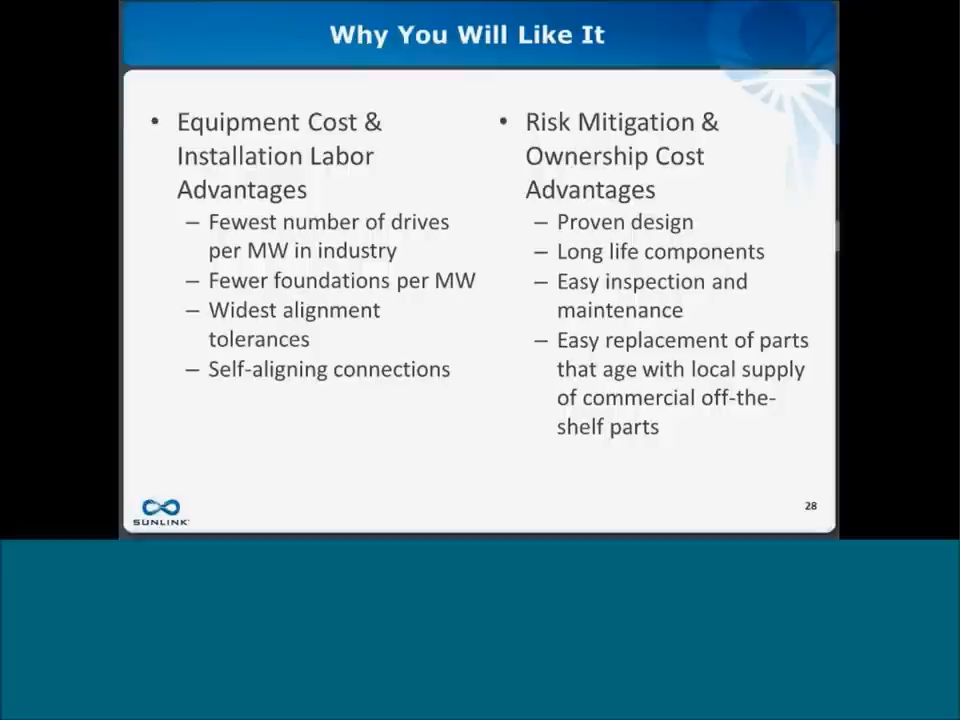 Why You Will Like It
• Equipment Cost &
Installation Labor
Advantages
– Fewest number of drives
per MW in industry
– Fewer foundations per MW
– Widest alignment
tolerances
– Self-aligning connections
• Risk Mitigation &
Ownership Cost
Advantages
– Proven design
– Long life components
– Easy inspection and
maintenance
– Easy replacement of parts
that age with local supply
of commercial off-the-
shelf parts
SUNLINK
28